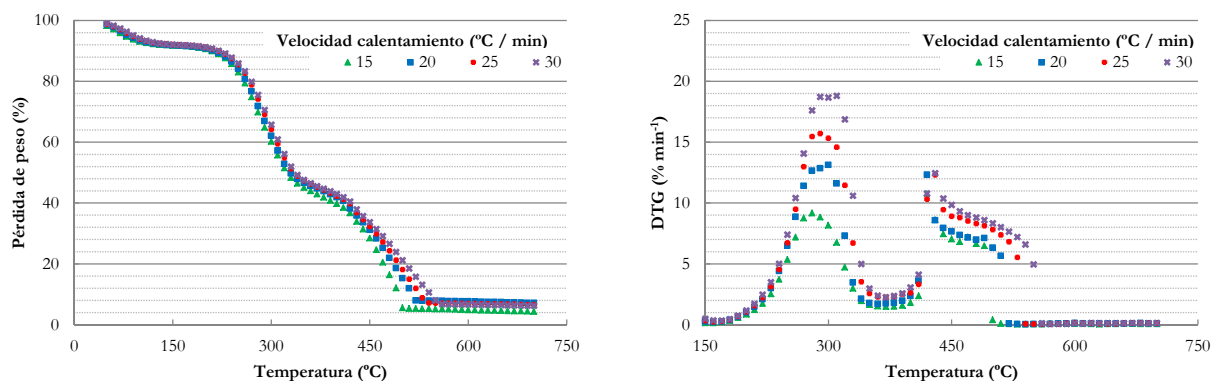 Velocidad calentamiento (ºC / min)
15 20 25 30
Pérdida de peso (%)
100
80
60
40
20
0
0 150 300 450 600 750
Temperatura (ºC)
Velocidad calentamiento (ºC / min)
15 20 25 30
DTG (% min⁻¹)
25
20
15
10
5
0
150 300 450 600 750
Temperatura (ºC)